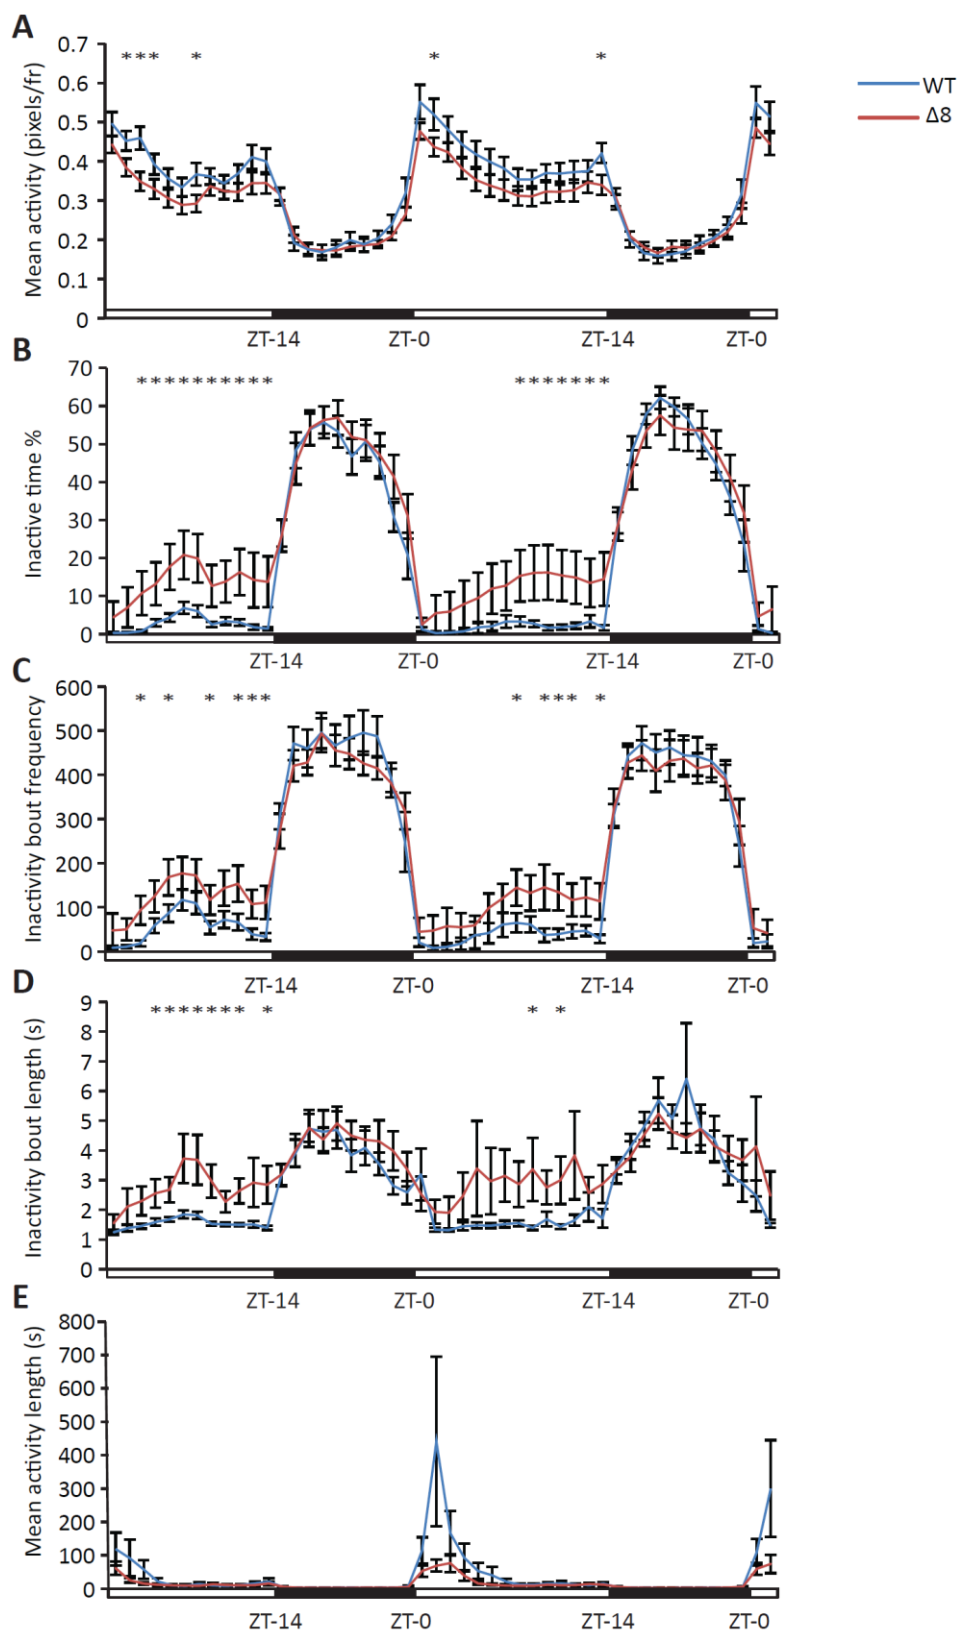 A
Mean activity (pixels/fr)
0.7
0.6
0.5
0.4
0.3
0.2
0.1
0
*** * * *
WT
Δ8
ZT-14 ZT-0 ZT-14 ZT-0
B
Inactive time %
70
60
50
40
30
20
10
0
********** *******
ZT-14 ZT-0 ZT-14 ZT-0
C
Inactivity bout frequency
600
500
400
300
200
100
0
* * * *** * *** *
ZT-14 ZT-0 ZT-14 ZT-0
D
Inactivity bout length (s)
9
8
7
6
5
4
3
2
1
0
******* * * *
ZT-14 ZT-0 ZT-14 ZT-0
E
Mean activity length (s)
800
700
600
500
400
300
200
100
0
ZT-14 ZT-0 ZT-14 ZT-0